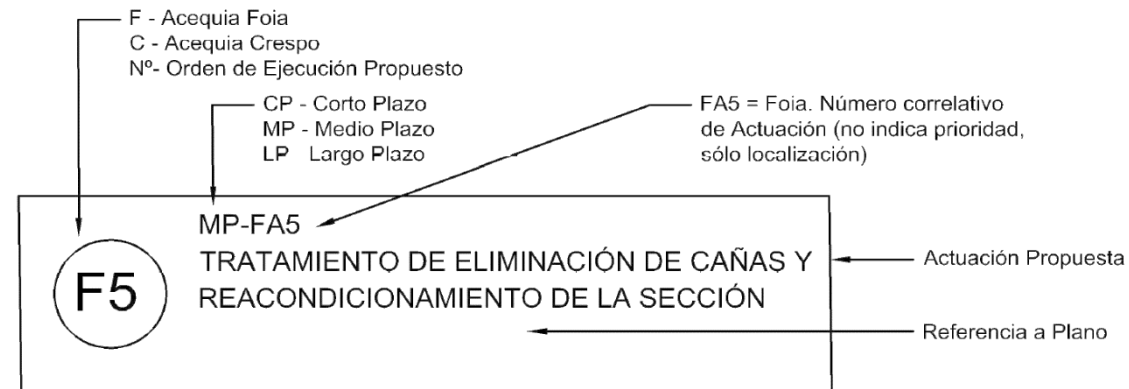 F - Acequia Foia
C - Acequia Crespo
Nº- Orden de Ejecución Propuesto
CP - Corto Plazo
MP - Medio Plazo
LP Largo Plazo
FA5 = Foia. Número correlativo
de Actuación (no indica prioridad,
sólo localización)
MP-FA5
F5
TRATAMIENTO DE ELIMINACIÓN DE CAÑAS Y
REACONDICIONAMIENTO DE LA SECCIÓN
Actuación Propuesta
Referencia a Plano